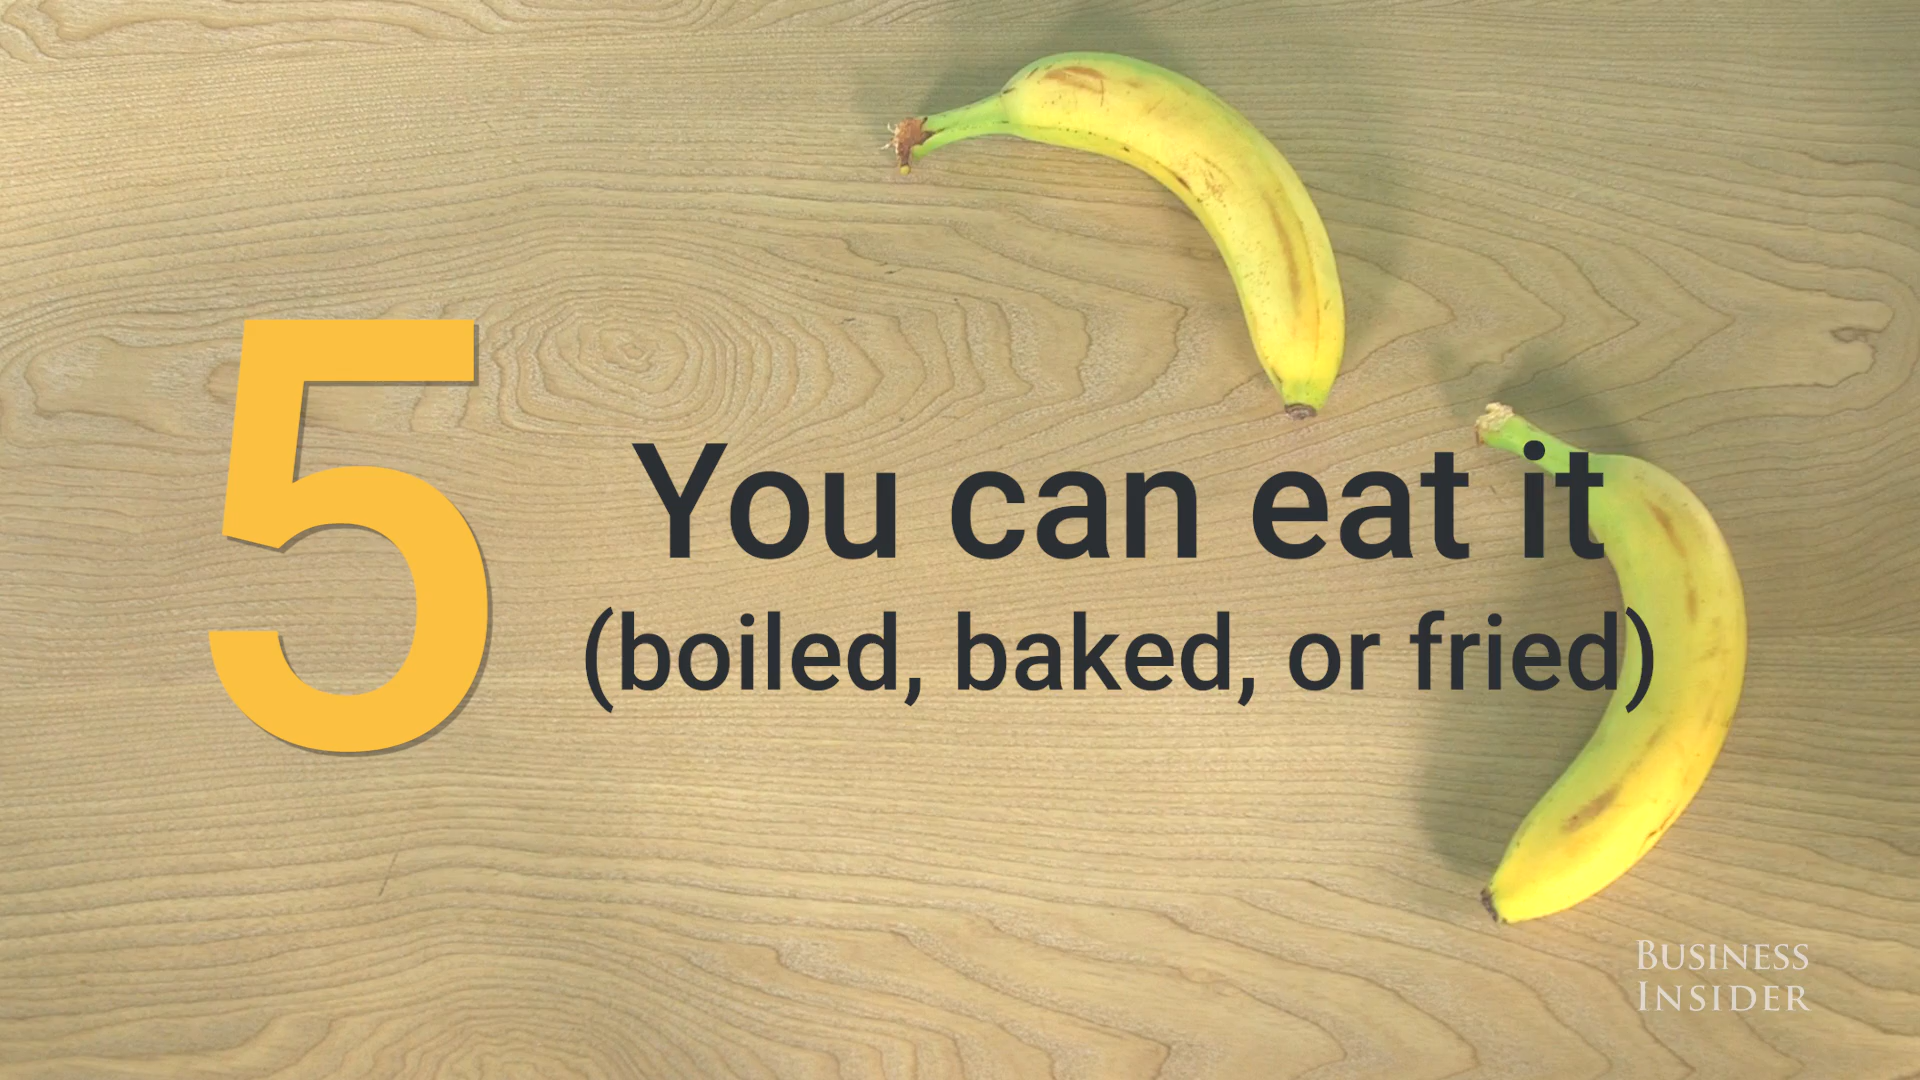 5
You can eat it
(boiled, baked, or fried)
BUSINESS
INSIDER